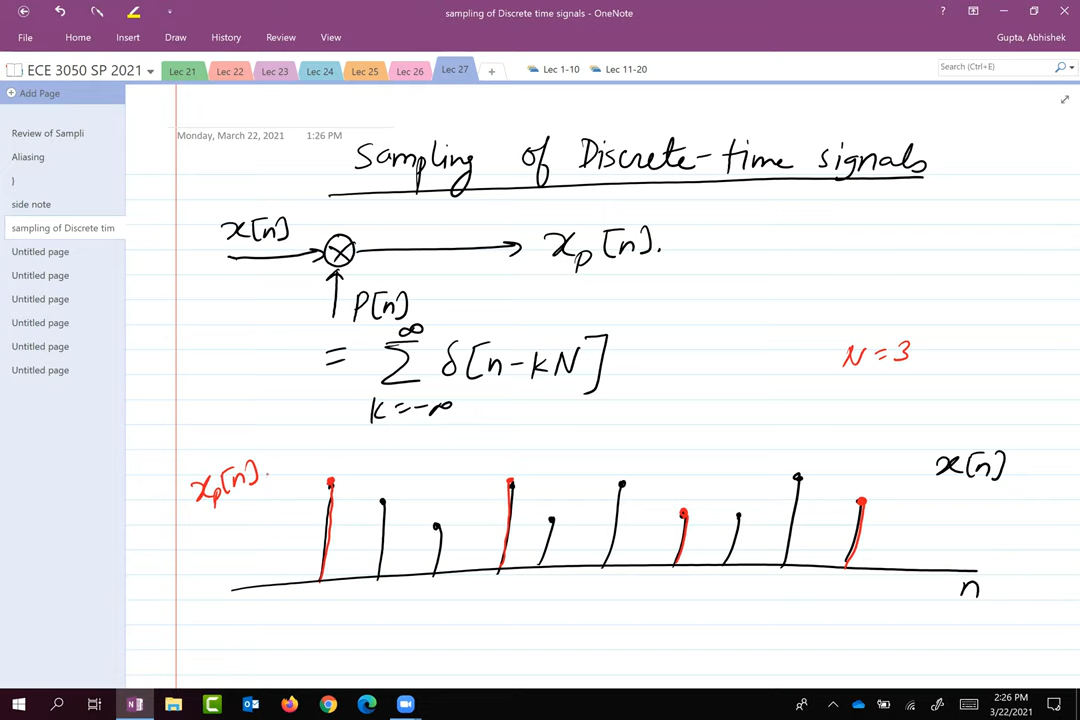 sampling of Discrete time signals - OneNote
?
File Home Insert Draw History Review View
Gupta, Abhishek
ECE 3050 SP 2021
Lec 21 Lec 22 Lec 23 Lec 24 Lec 25 Lec 26 Lec 27 + Lec 1-10 Lec 11-20
Search (Ctrl+E)
Add Page
Review of Sampli
Aliasing
}
side note
sampling of Discrete tim
Untitled page
Untitled page
Untitled page
Untitled page
Untitled page
Untitled page
Monday, March 22, 2021 1:26 PM
Sampling of Discrete-time signals
x[n]
xₚ[n].
p[n]
= ∑ δ[n-kN]
∞
k=-∞
N=3
xₚ[n].
x[n]
n
2:26 PM
3/22/2021